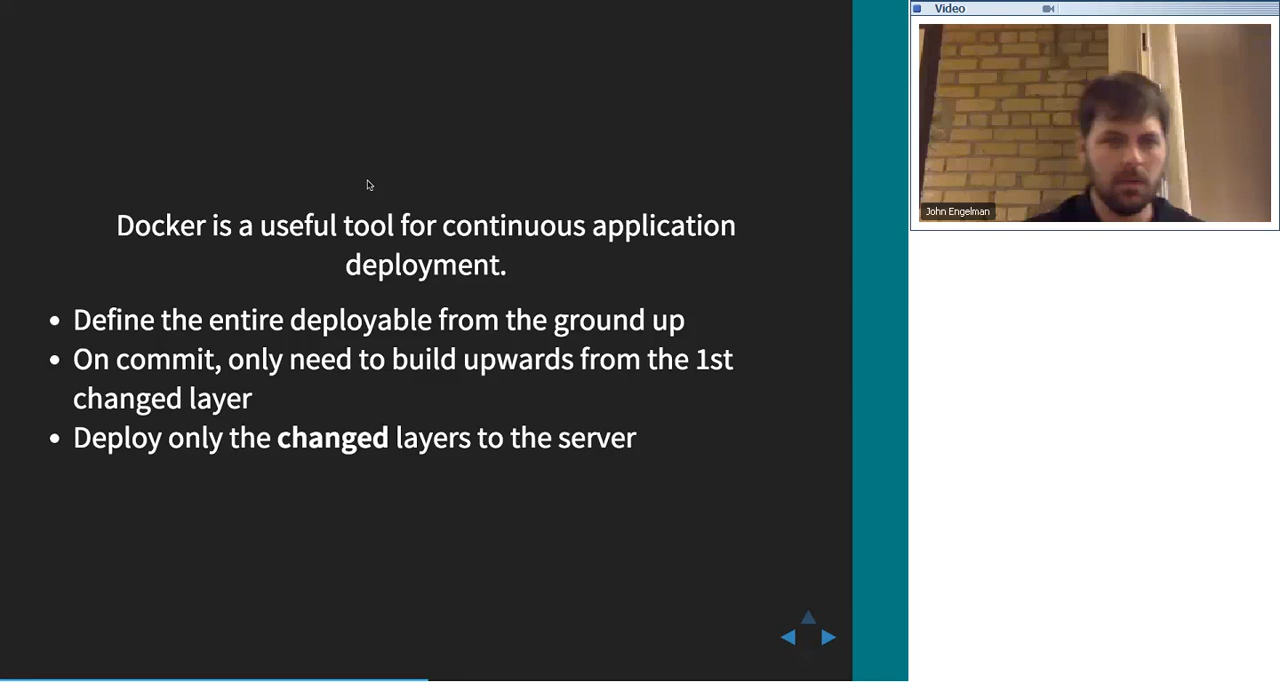 Video
John Engelman
Docker is a useful tool for continuous application
deployment.
• Define the entire deployable from the ground up
• On commit, only need to build upwards from the 1st
changed layer
• Deploy only the changed layers to the server